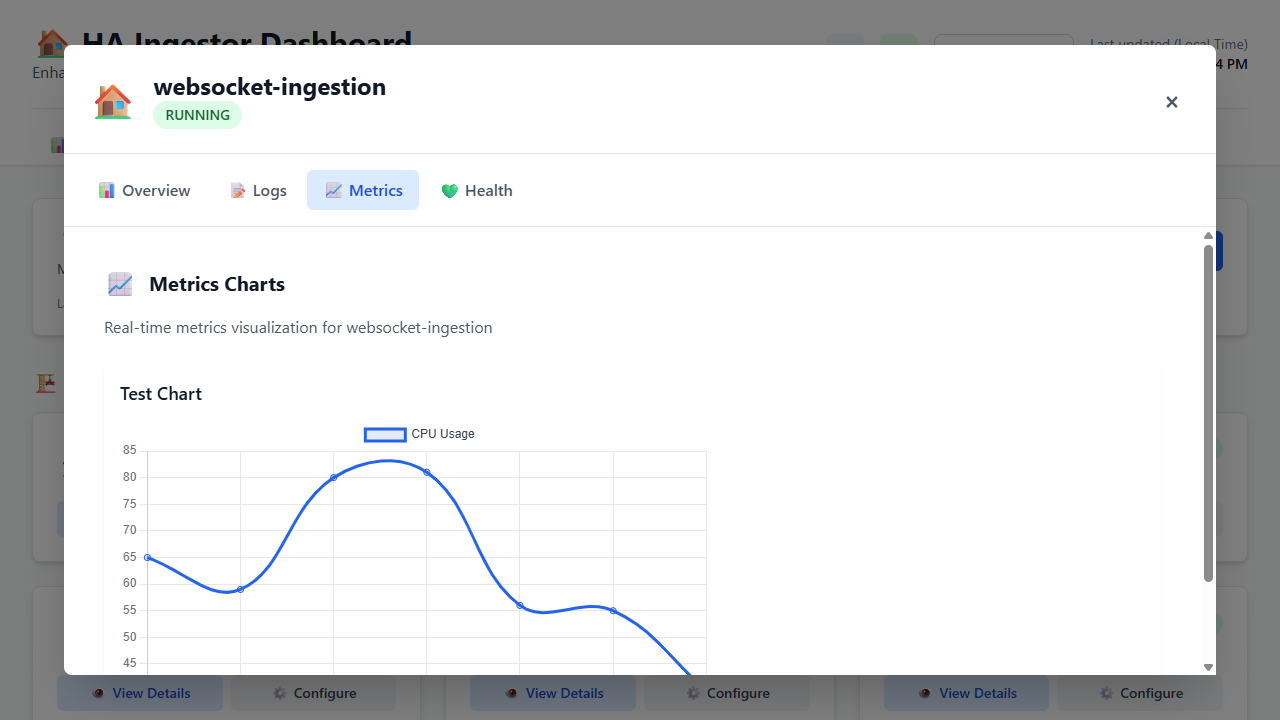 HA Ingestor Dashboard
Last updated (Local Time)
4 PM
Enha
websocket-ingestion
RUNNING
×
Overview
Logs
Metrics
Health
Metrics Charts
Real-time metrics visualization for websocket-ingestion
Test Chart
CPU Usage
85
80
75
70
65
60
55
50
45
View Details
Configure
View Details
Configure
View Details
Configure